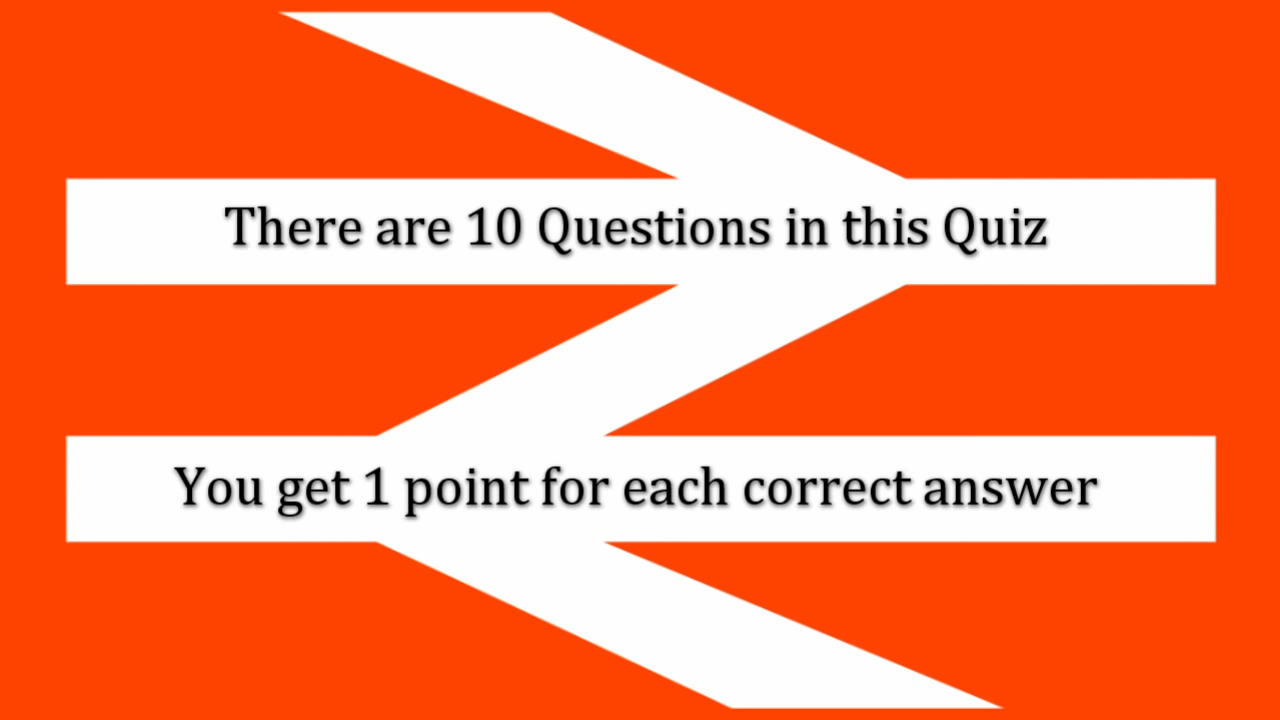 There are 10 Questions in this Quiz
You get 1 point for each correct answer